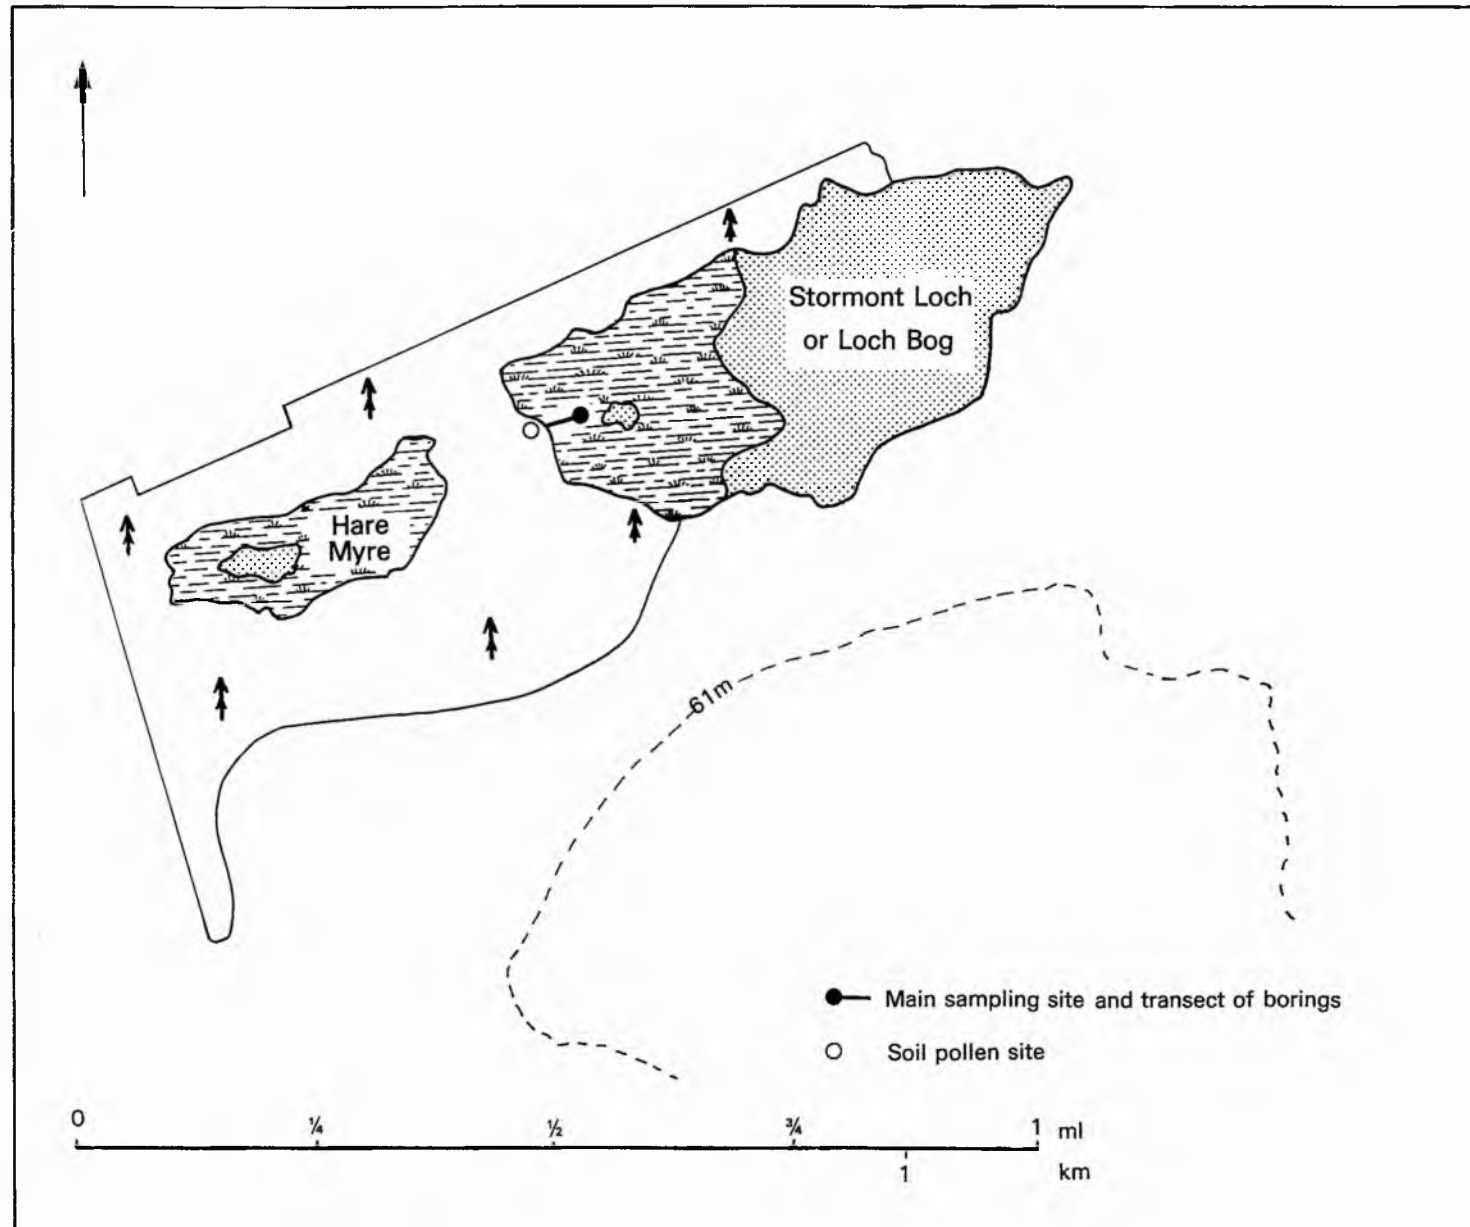 Stormont Loch
or Loch Bog
Hare
Myre
61m
Main sampling site and transect of borings
Soil pollen site
0 ¼ ½ ¾ 1 ml
1 km